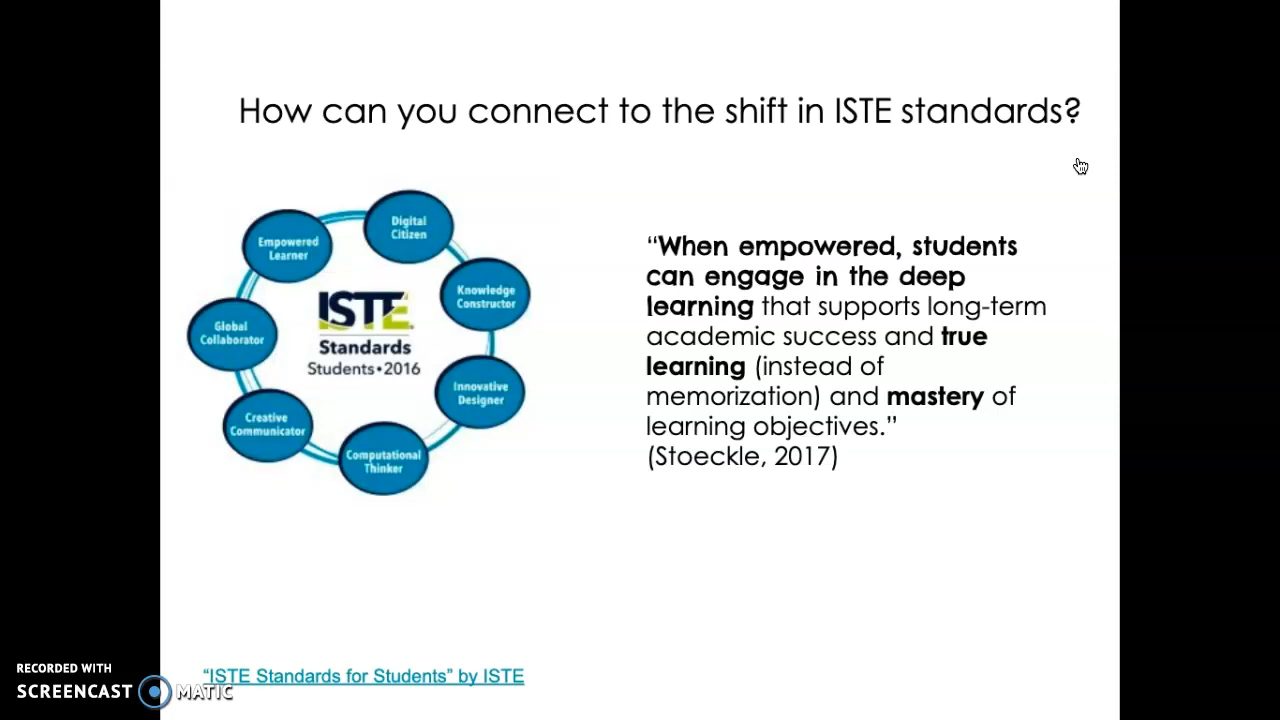 How can you connect to the shift in ISTE standards?
Digital
Citizen
Empowered
Learner
Knowledge
Constructor
Global
Collaborator
ISTE
Standards
Students•2016
Innovative
Designer
Creative
Communicator
Computational
Thinker
“When empowered, students
can engage in the deep
learning that supports long-term
academic success and true
learning (instead of
memorization) and mastery of
learning objectives.”
(Stoeckle, 2017)
“ISTE Standards for Students” by ISTE
RECORDED WITH
SCREENCAST MATIC